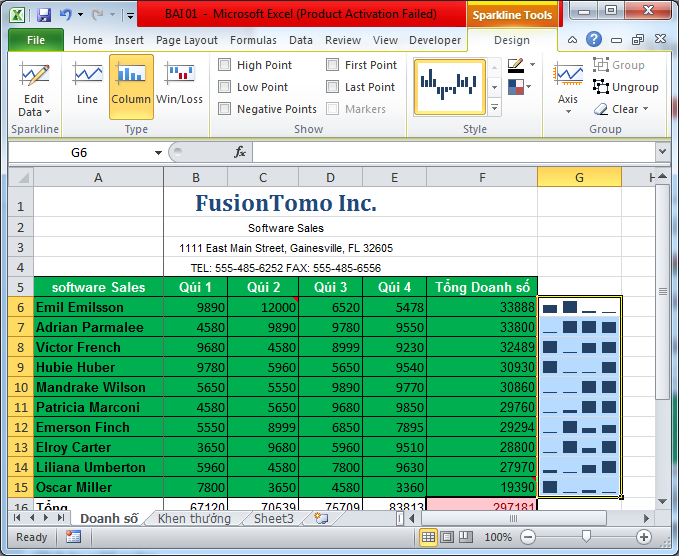 BAI 01 - Microsoft Excel (Product Activation Failed)
Sparkline Tools
File Home Insert Page Layout Formulas Data Review View Developer Design
Edit Data
Sparkline
Line Column Win/Loss
Type
High Point First Point
Low Point Last Point
Negative Points Markers
Show
Style
Axis
Group
Ungroup
Clear
Group
G6 fx
A B C D E F G H
1 FusionTomo Inc.
2 Software Sales
3 1111 East Main Street, Gainesville, FL 32605
4 TEL: 555-485-6252 FAX: 555-485-6556
5 software Sales Qúi 1 Qúi 2 Qúi 3 Qúi 4 Tổng Doanh số
6 Emil Emilsson 9890 12000 6520 5478 33888
7 Adrian Parmalee 4580 9890 9780 9550 33800
8 Víctor French 9680 4580 8999 9230 32489
9 Hubie Huber 9780 5960 5650 9540 30930
10 Mandrake Wilson 5650 5550 9890 9770 30860
11 Patricia Marconi 4580 5650 9680 9850 29760
12 Emerson Finch 5550 8999 6850 7895 29294
13 Elroy Carter 3650 9680 5960 9510 28800
14 Liliana Umberton 5960 4580 7800 9630 27970
15 Oscar Miller 7800 3650 4580 3360 19390
16 Tổng 67120 70539 75709 83813 297181
Doanh số Khen thưởng Sheet3
100%